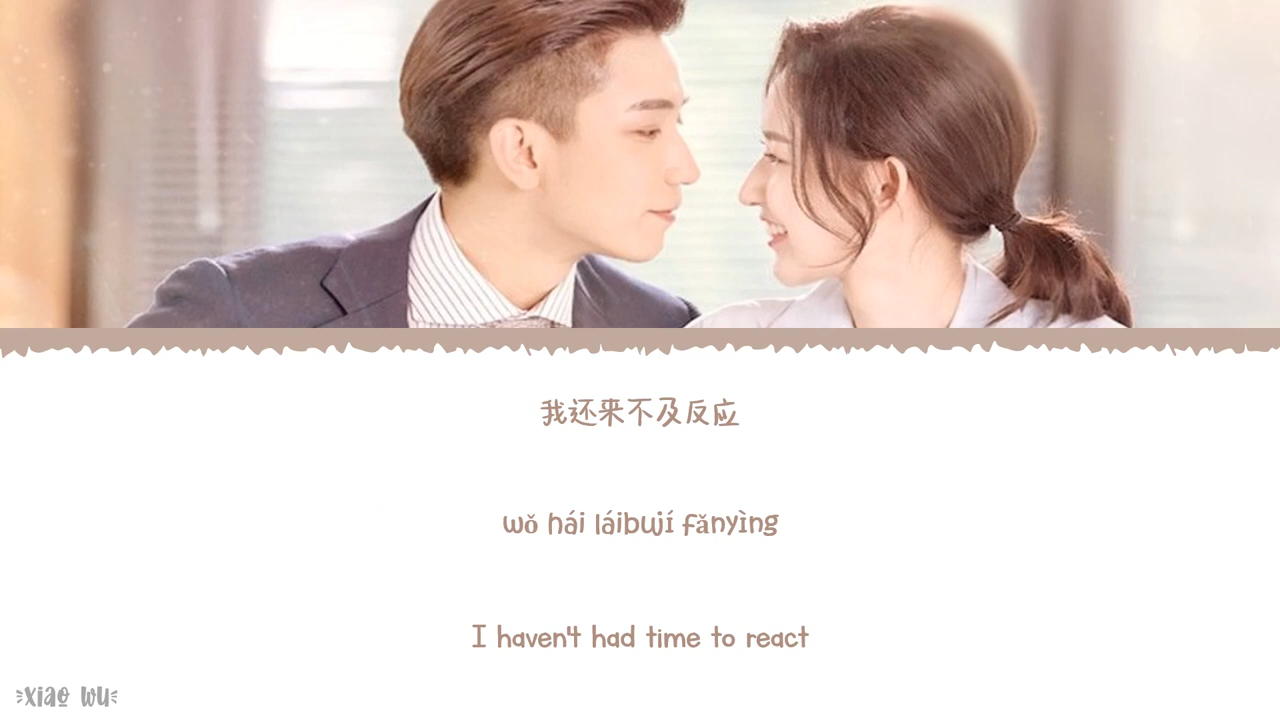 我还来不及反应
wǒ hái láibují fǎnyìng
I haven't had time to react
xiao wu